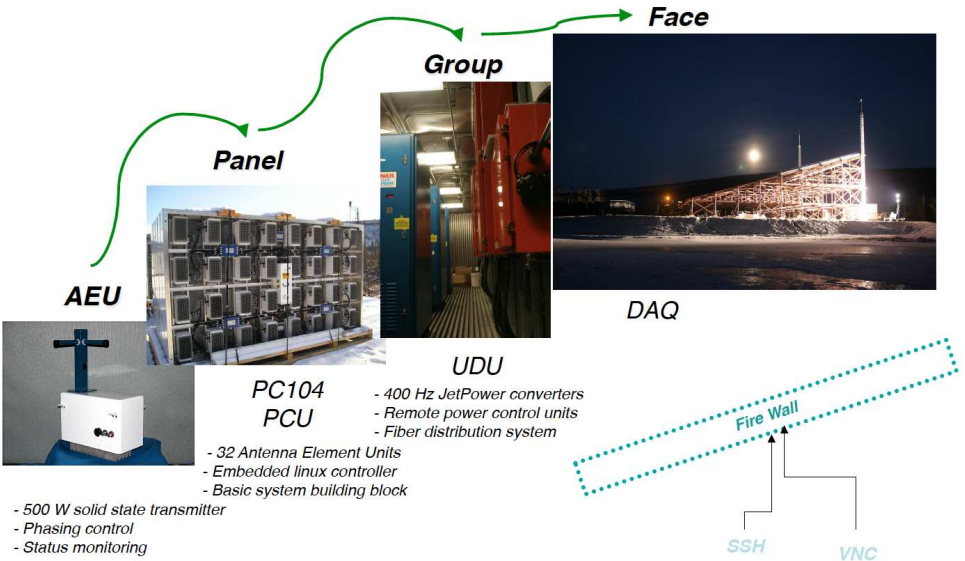 Face
Group
Panel
AEU
DAQ
UDU
- 400 Hz JetPower converters
- Remote power control units
- Fiber distribution system
PC104
PCU
- 32 Antenna Element Units
- Embedded linux controller
- Basic system building block
- 500 W solid state transmitter
- Phasing control
- Status monitoring
Fire Wall
SSH
VNC